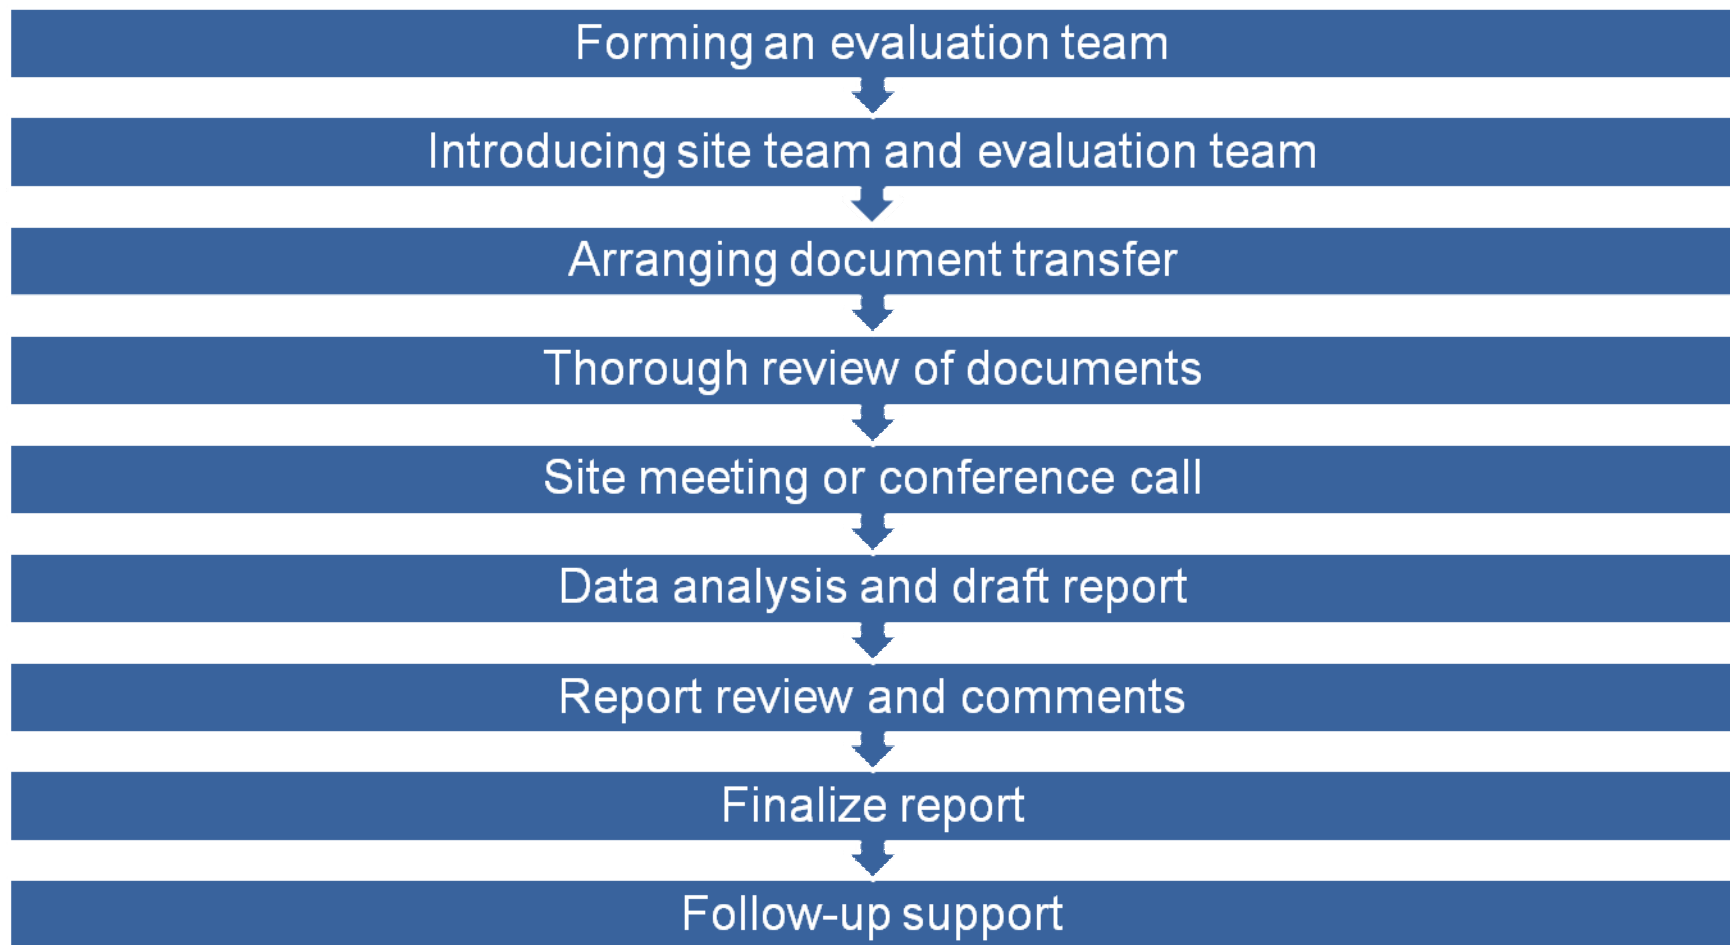 Forming an evaluation team
Introducing site team and evaluation team
Arranging document transfer
Thorough review of documents
Site meeting or conference call
Data analysis and draft report
Report review and comments
Finalize report
Follow-up support